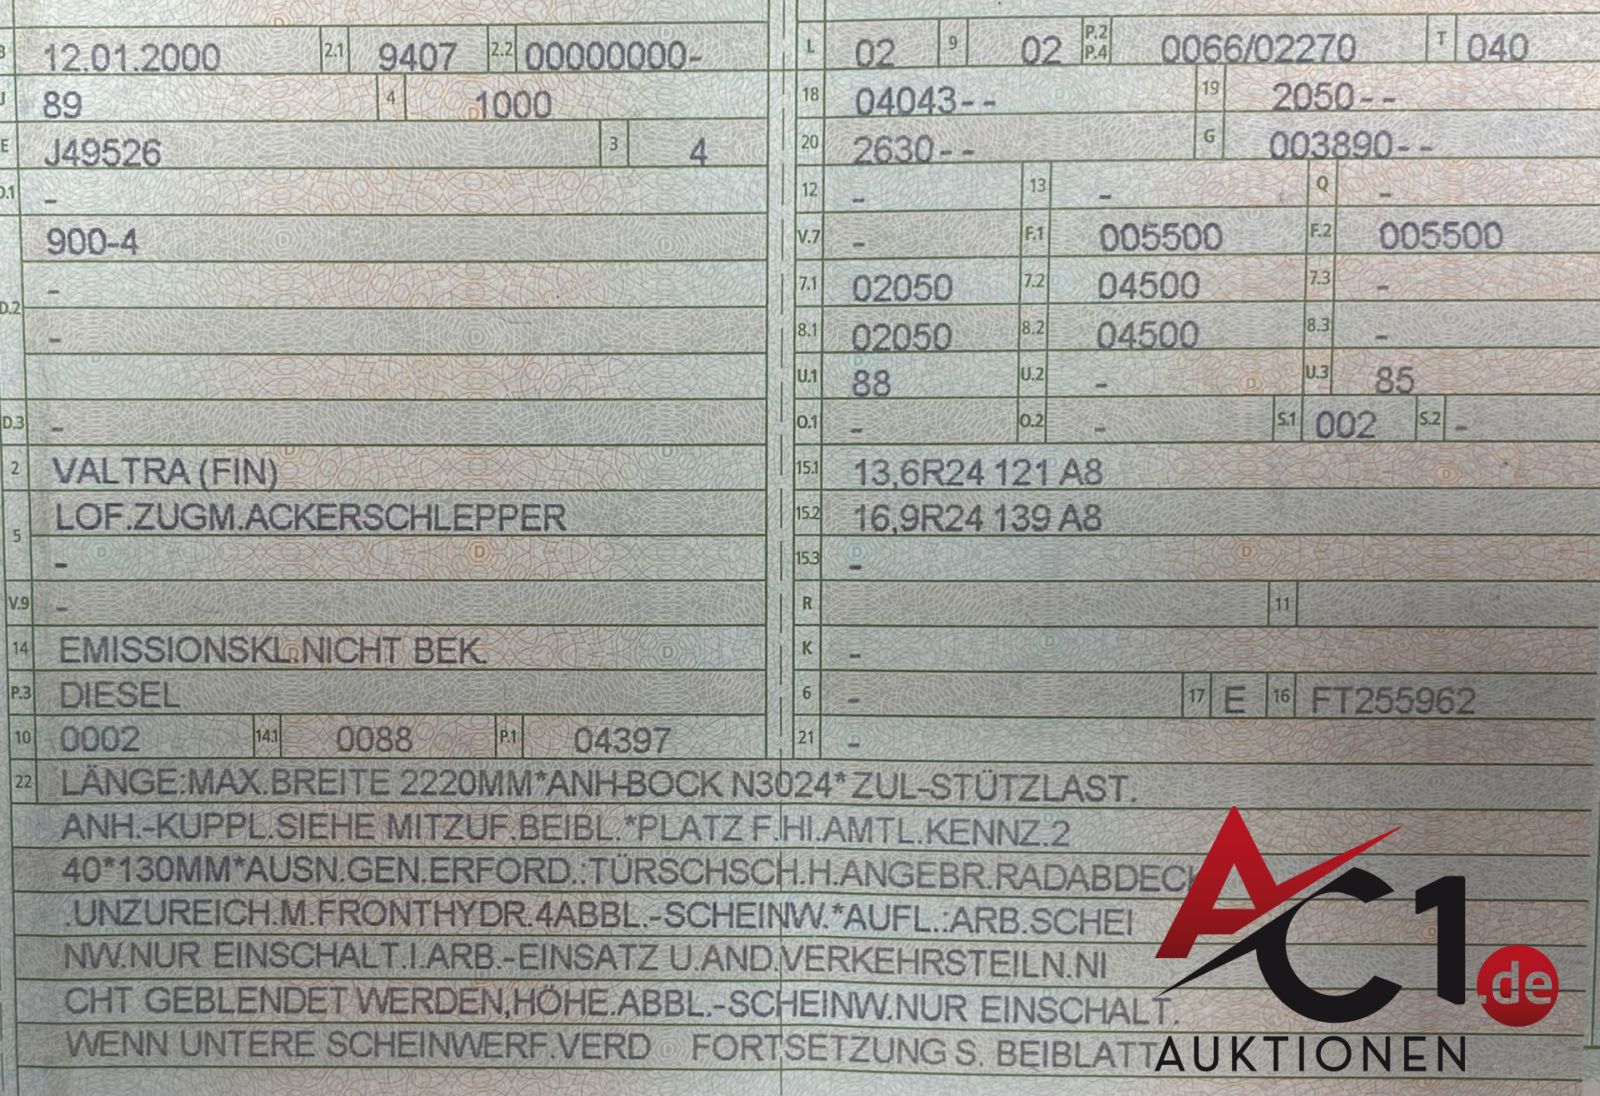 B 12.01.2000 2.1 9407 2.2 00000000-
J 89 4 1000
E J49526 3 4
D.1 -
900-4
D.2 -
-
D.3 -
2 VALTRA (FIN)
5 LOF.ZUGM.ACKERSCHLEPPER
-
V.9 -
14 EMISSIONSKL.NICHT BEK.
P.3 DIESEL
10 0002 14.1 0088 P.1 04397
L 02 9 02 P.2 P.4 0066/02270 T 040
18 04043-- 19 2050--
20 2630-- G 003890--
12 - 13 - Q -
V.7 - F.1 005500 F.2 005500
7.1 02050 7.2 04500 7.3 -
8.1 02050 8.2 04500 8.3 -
U.1 88 U.2 - U.3 85
O.1 - O.2 - S.1 002 S.2 -
15.1 13,6R24 121 A8
15.2 16,9R24 139 A8
15.3 -
R 11
K -
6 - 17 E 16 FT255962
21 -
22 LÄNGE:MAX.BREITE 2220MM*ANH-BOCK N3024*ZUL-STÜTZLAST.
ANH.-KUPPL.SIEHE MITZUF.BEIBL.*PLATZ F.HI.AMTL.KENNZ.2
40*130MM*AUSN.GEN.ERFORD.:TÜRSCHSCH.H.ANGEBR.RADABDECK
.UNZUREICH.M.FRONTHYDR.4ABBL.-SCHEINW.*AUFL.:ARB.SCHEI
NW.NUR EINSCHALT.I.ARB.-EINSATZ U.AND.VERKEHRSTEILN.NI
CHT GEBLENDET WERDEN,HÖHE.ABBL.-SCHEINW.NUR EINSCHALT.
WENN UNTERE SCHEINWERF.VERD FORTSETZUNG S. BEIBLATT
AC1.de
AUKTIONEN